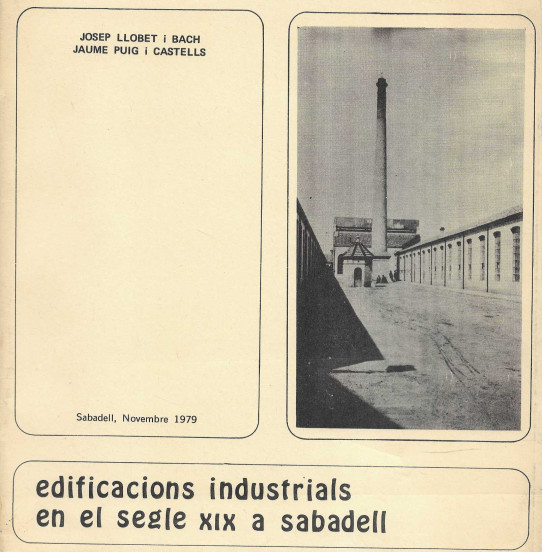 JOSEP LLOBET i BACH
JAUME PUIG i CASTELLS
Sabadell, Novembre 1979
edificacions industrials
en el segle XIX a sabadell